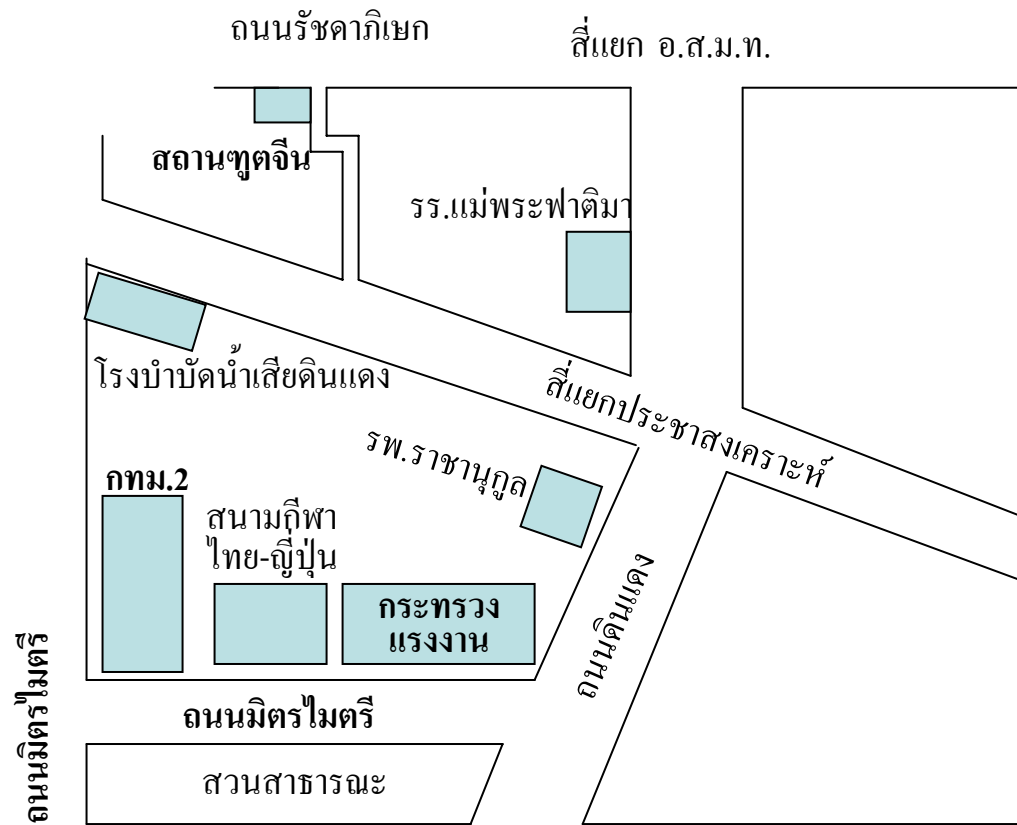 ถนนรัชดาภิเษก
สี่แยก อ.ส.ม.ท.
สถานฑูตจีน
รร.แม่พระฟาติมา
โรงบำบัดน้ำเสียดินแดง
สี่แยกประชาสงเคราะห์
รพ.ราชานุกูล
กทม.2
สนามกีฬา
ไทย-ญี่ปุ่น
กระทรวง
แรงงาน
ถนนดินแดง
ถนนมิตรไมตรี
ถนนมิตรไมตรี
สวนสาธารณะ